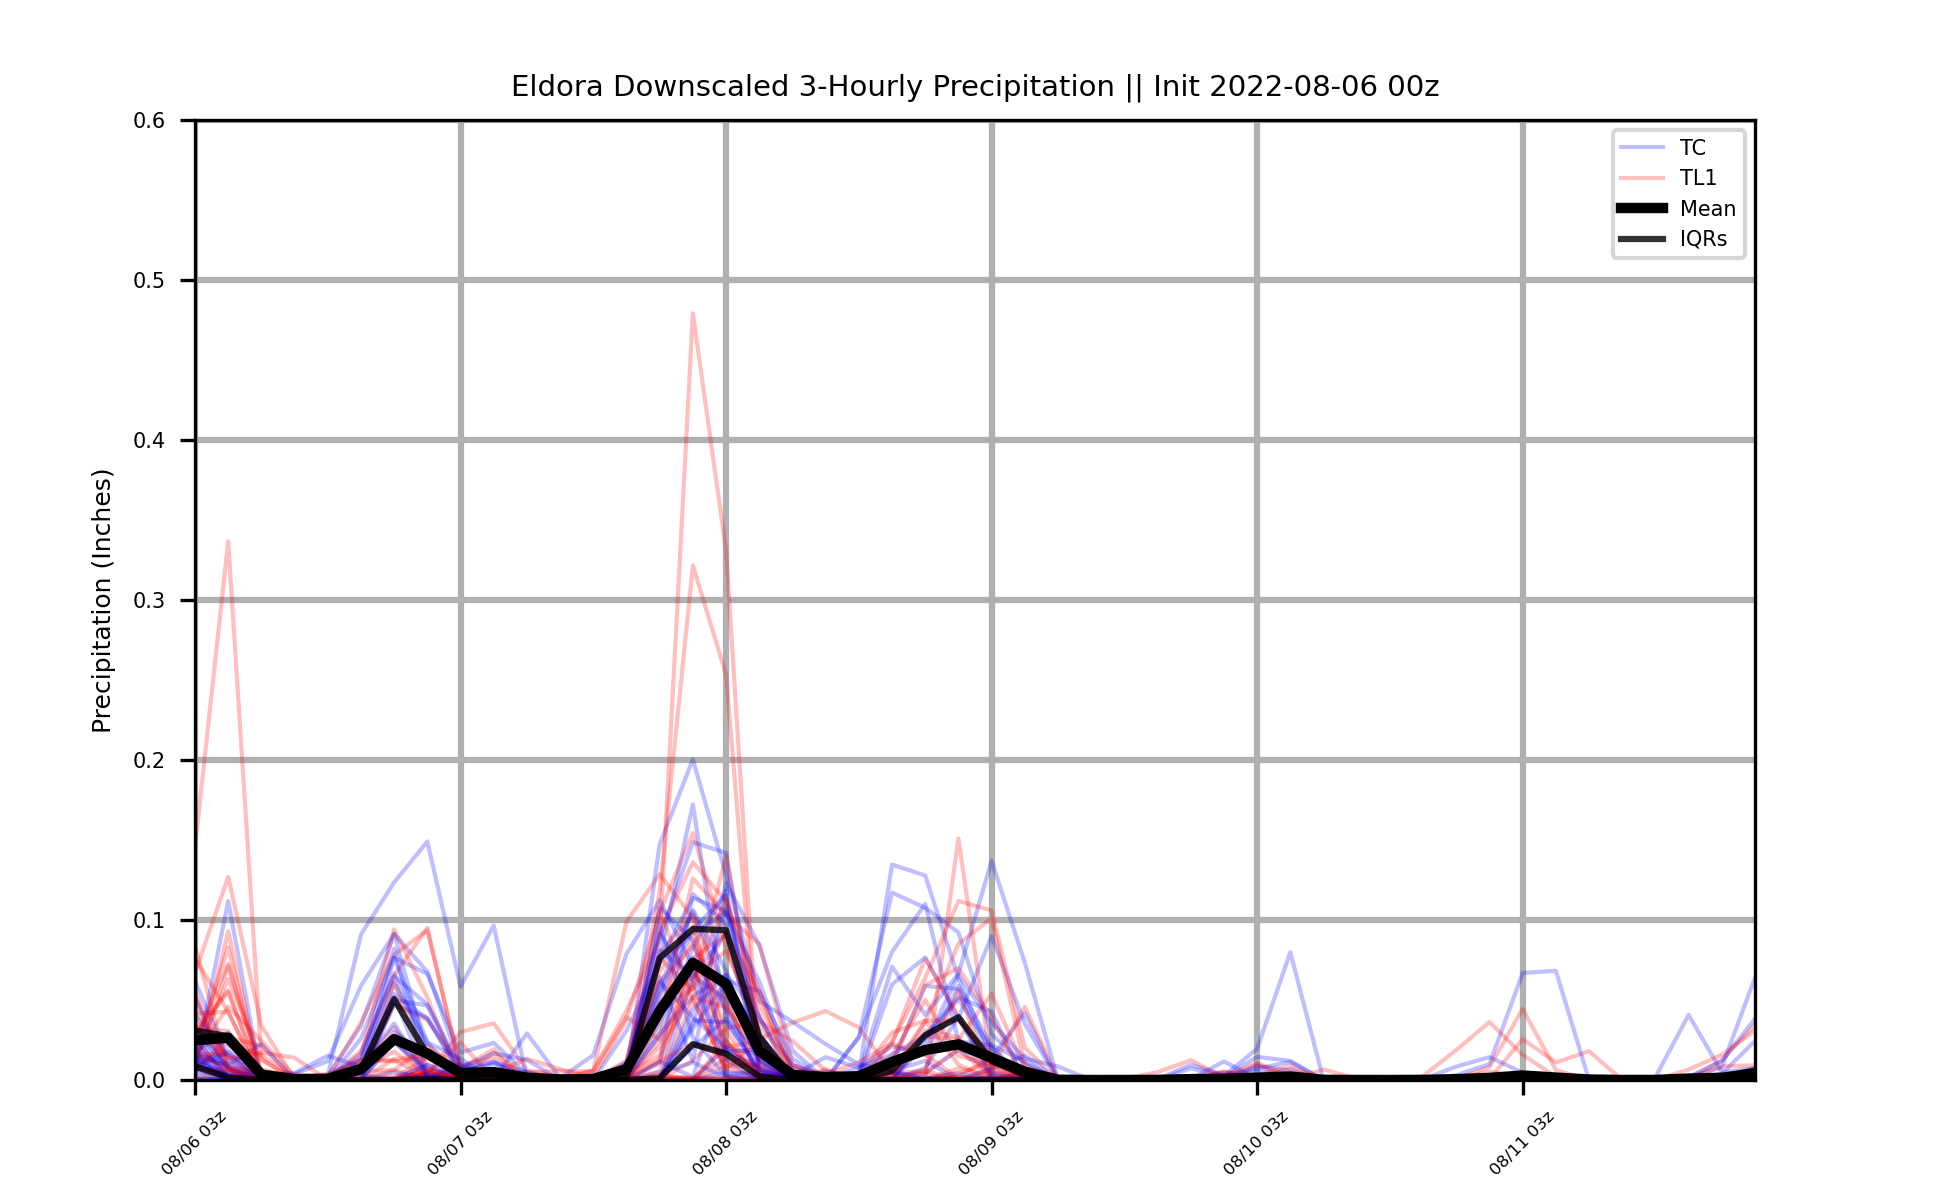 Eldora Downscaled 3-Hourly Precipitation || Init 2022-08-06 00z
TC
TL1
Mean
IQRs
Precipitation (Inches)
0.6
0.5
0.4
0.3
0.2
0.1
0.0
08/06 03z
08/07 03z
08/08 03z
08/09 03z
08/10 03z
08/11 03z